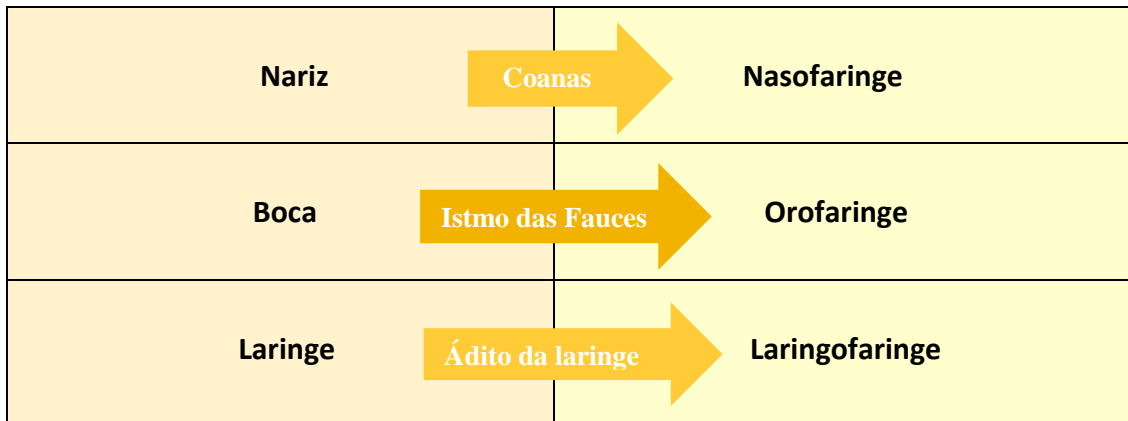 Nariz
Coanas
Nasofaringe
Boca
Istmo das Fauces
Orofaringe
Laringe
Ádito da laringe
Laringofaringe